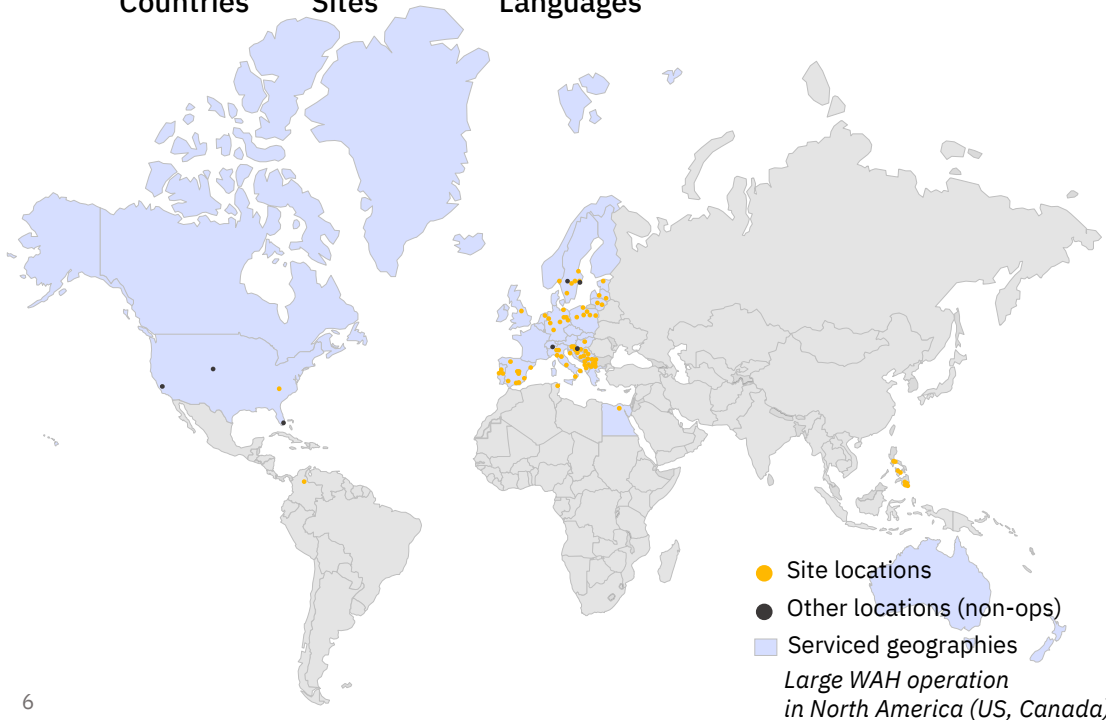 Countries Sites Languages
Site locations
Other locations (non-ops)
Serviced geographies
Large WAH operation
in North America (US, Canada)
6